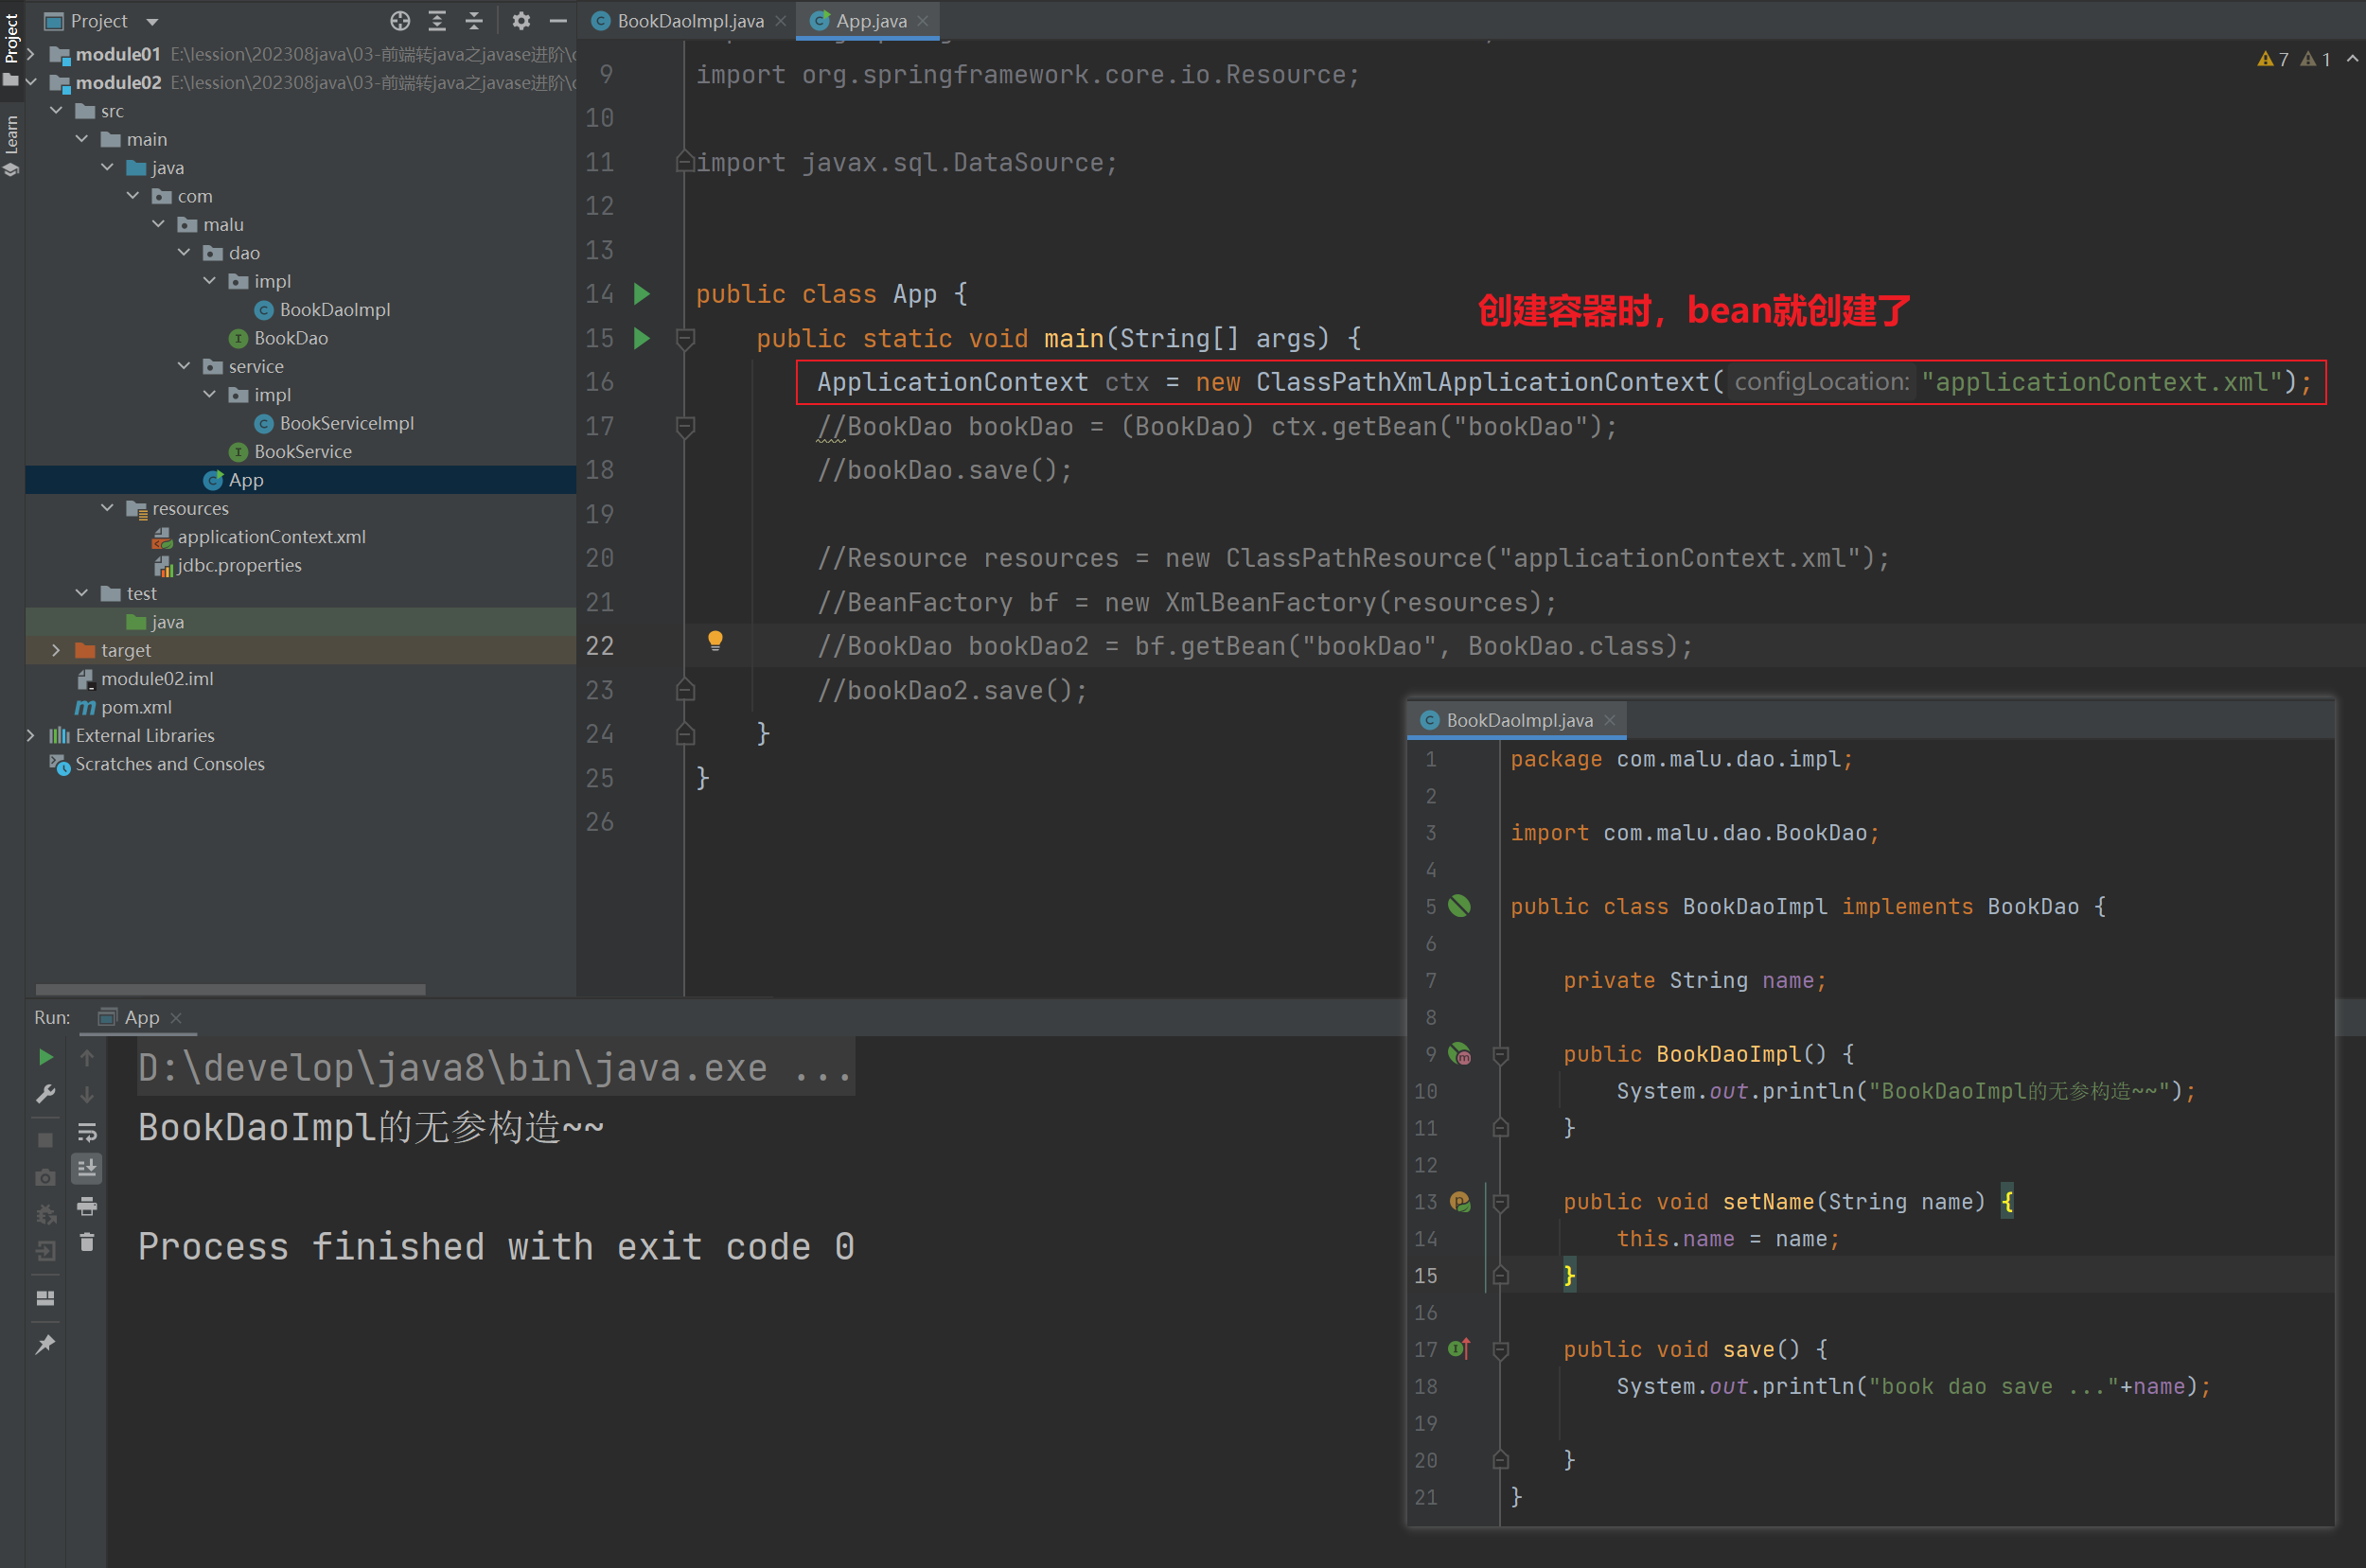 Project
Learn
Project
module01 E:\lession\202308java\03-前端转java之javase进阶\
module02 E:\lession\202308java\03-前端转java之javase进阶\
src
main
java
com
malu
dao
impl
BookDaoImpl
BookDao
service
impl
BookServiceImpl
BookService
App
resources
applicationContext.xml
jdbc.properties
test
java
target
module02.iml
pom.xml
External Libraries
Scratches and Consoles
BookDaoImpl.java
App.java
7 1
9 import org.springframework.core.io.Resource;
10
11 import javax.sql.DataSource;
12
13
14 public class App {
创建容器时，bean就创建了
15 public static void main(String[] args) {
16 ApplicationContext ctx = new ClassPathXmlApplicationContext( configLocation: "applicationContext.xml");
17 //BookDao bookDao = (BookDao) ctx.getBean("bookDao");
18 //bookDao.save();
19
20 //Resource resources = new ClassPathResource("applicationContext.xml");
21 //BeanFactory bf = new XmlBeanFactory(resources);
22 //BookDao bookDao2 = bf.getBean("bookDao", BookDao.class);
23 //bookDao2.save();
24 }
25 }
26
BookDaoImpl.java
1 package com.malu.dao.impl;
2
3 import com.malu.dao.BookDao;
4
5 public class BookDaoImpl implements BookDao {
6
7 private String name;
8
9 public BookDaoImpl() {
10 System.out.println("BookDaoImpl的无参构造~~");
11 }
12
13 public void setName(String name) {
14 this.name = name;
15 }
16
17 public void save() {
18 System.out.println("book dao save ..."+name);
19
20 }
21 }
Run: App
D:\develop\java8\bin\java.exe ...
BookDaoImpl的无参构造~~
Process finished with exit code 0